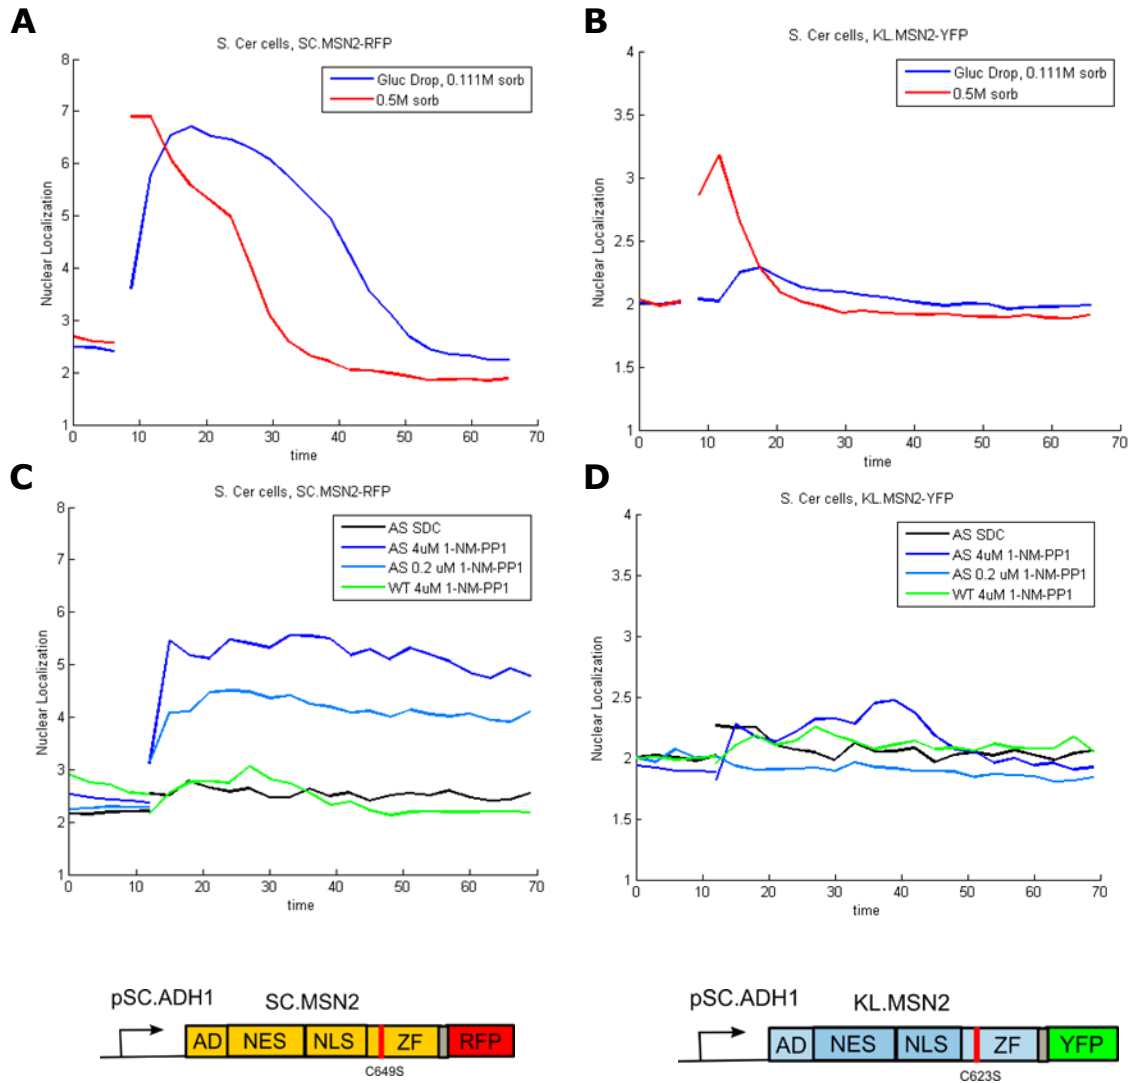 A
S. Cer cells, SC.MSN2-RFP
Gluc Drop, 0.111M sorb
0.5M sorb
8
7
6
5
4
3
2
1
Nuclear Localization
0 10 20 30 40 50 60 70
time
B
S. Cer cells, KL.MSN2-YFP
Gluc Drop, 0.111M sorb
0.5M sorb
4
3.5
3
2.5
2
1.5
1
Nuclear Localization
0 10 20 30 40 50 60 70
time
C
S. Cer cells, SC.MSN2-RFP
AS SDC
AS 4uM 1-NM-PP1
AS 0.2 uM 1-NM-PP1
WT 4uM 1-NM-PP1
8
7
6
5
4
3
2
1
Nuclear Localization
0 10 20 30 40 50 60 70
time
D
S. Cer cells, KL.MSN2-YFP
AS SDC
AS 4uM 1-NM-PP1
AS 0.2 uM 1-NM-PP1
WT 4uM 1-NM-PP1
4
3.5
3
2.5
2
1.5
1
Nuclear Localization
0 10 20 30 40 50 60 70
time
pSC.ADH1 SC.MSN2
AD NES NLS ZF RFP
C649S
pSC.ADH1 KL.MSN2
AD NES NLS ZF YFP
C623S